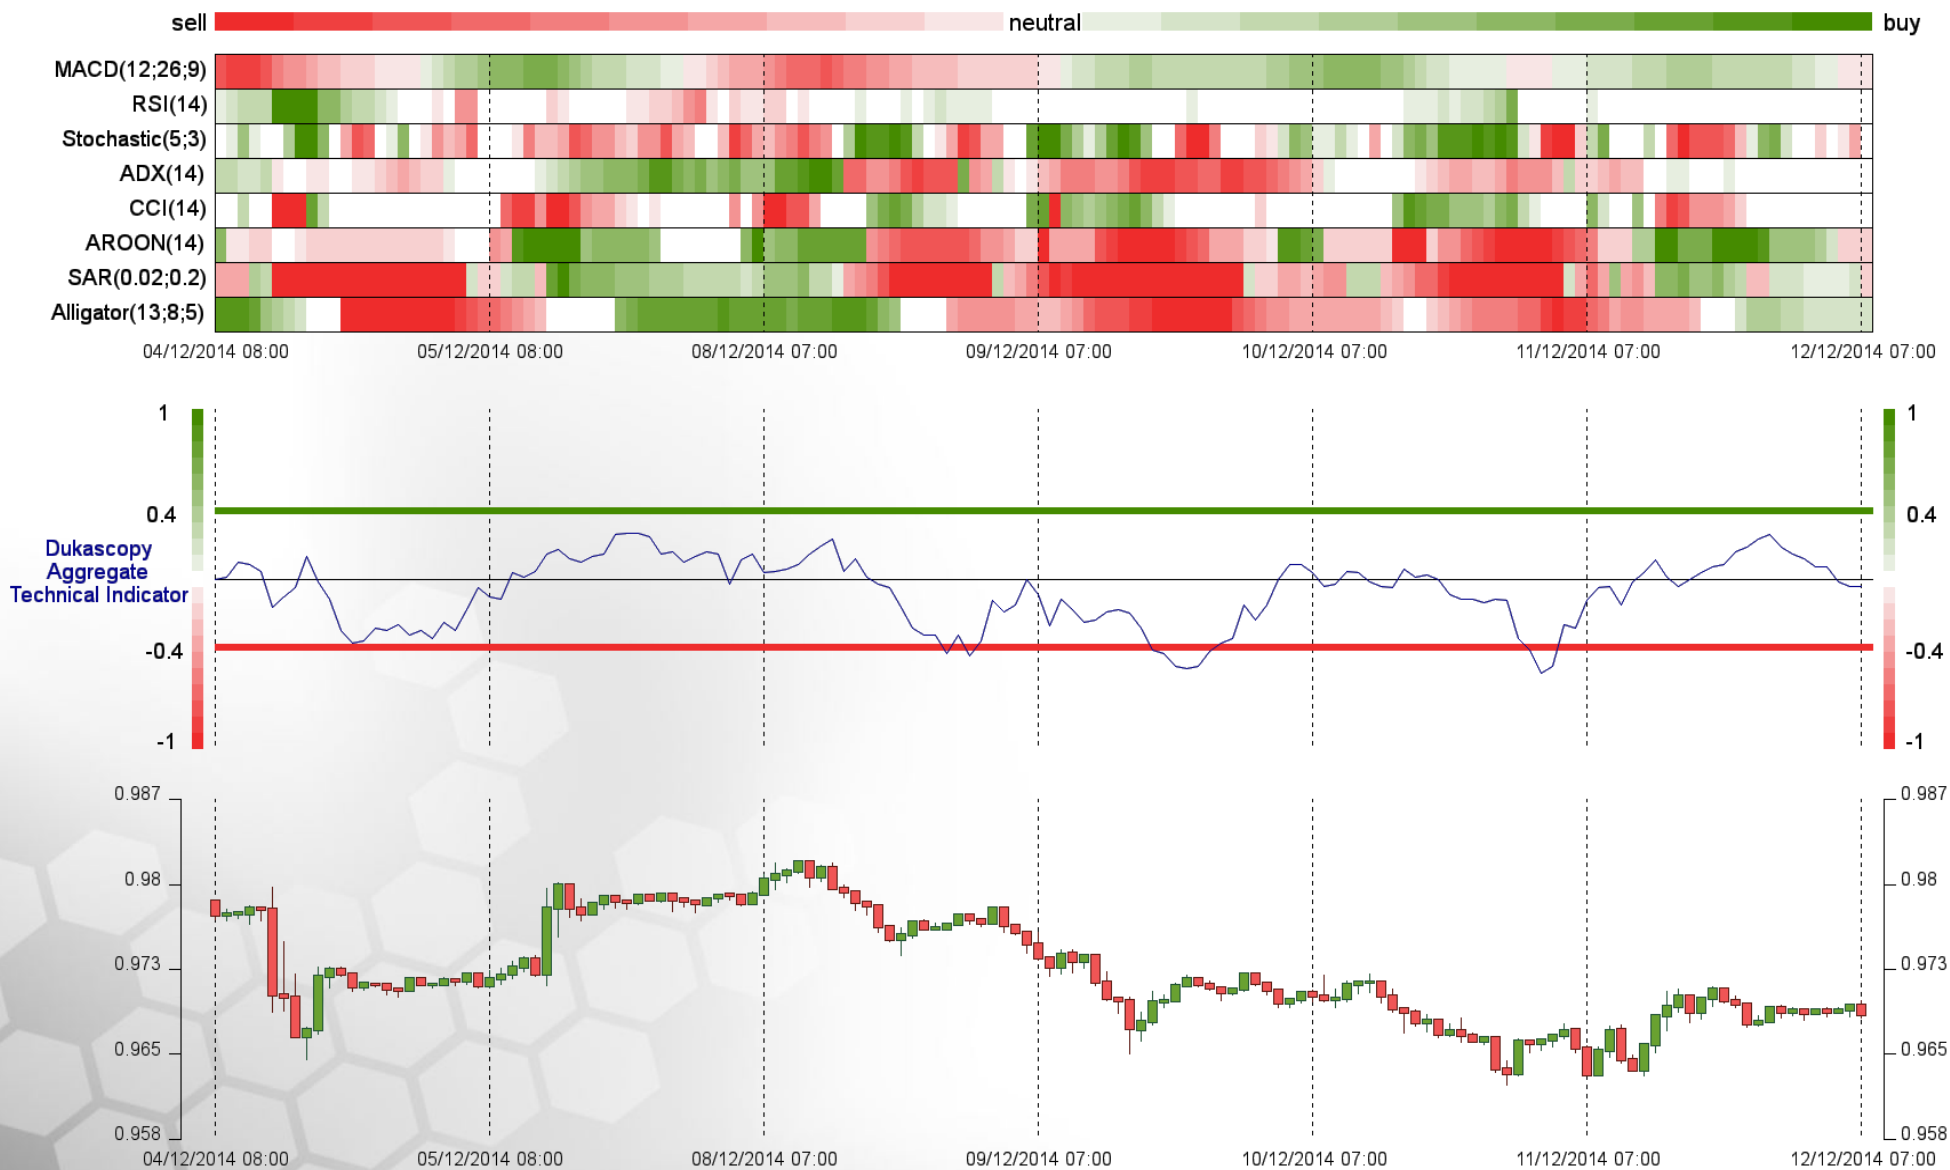 sell neutral buy
MACD(12;26;9)
RSI(14)
Stochastic(5;3)
ADX(14)
CCI(14)
AROON(14)
SAR(0.02;0.2)
Alligator(13;8;5)
04/12/2014 08:00 05/12/2014 08:00 08/12/2014 07:00 09/12/2014 07:00 10/12/2014 07:00 11/12/2014 07:00 12/12/2014 07:00
1 1
0.4 0.4
Dukascopy
Aggregate
Technical Indicator
-0.4 -0.4
-1 -1
0.987 0.987
0.98 0.98
0.973 0.973
0.965 0.965
0.958 0.958
04/12/2014 08:00 05/12/2014 08:00 08/12/2014 07:00 09/12/2014 07:00 10/12/2014 07:00 11/12/2014 07:00 12/12/2014 07:00